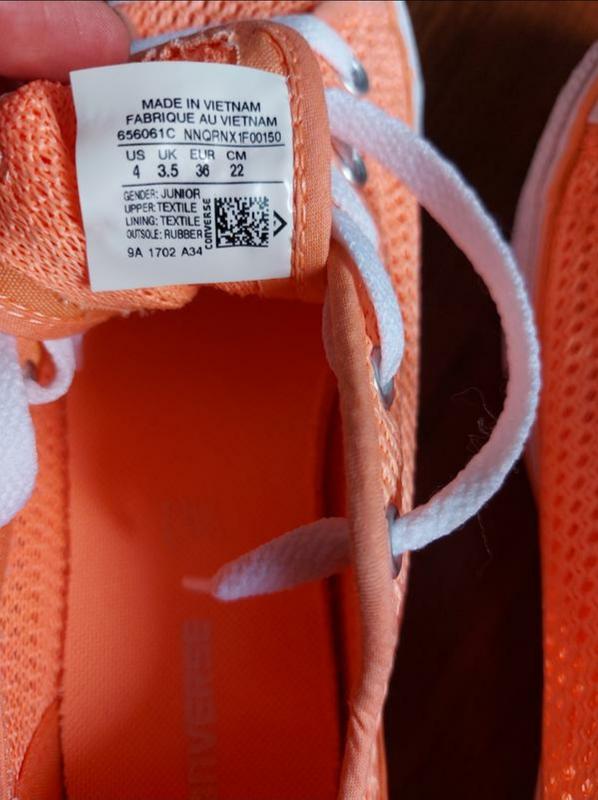 MADE IN VIETNAM
FABRIQUE AU VIETNAM
656061C NNQRNX1F00150
US UK EUR CM
4 3.5 36 22
GENDER: JUNIOR
UPPER: TEXTILE
LINING: TEXTILE
OUTSOLE: RUBBER
CONVERSE
9A 1702 A34
CONVERSE